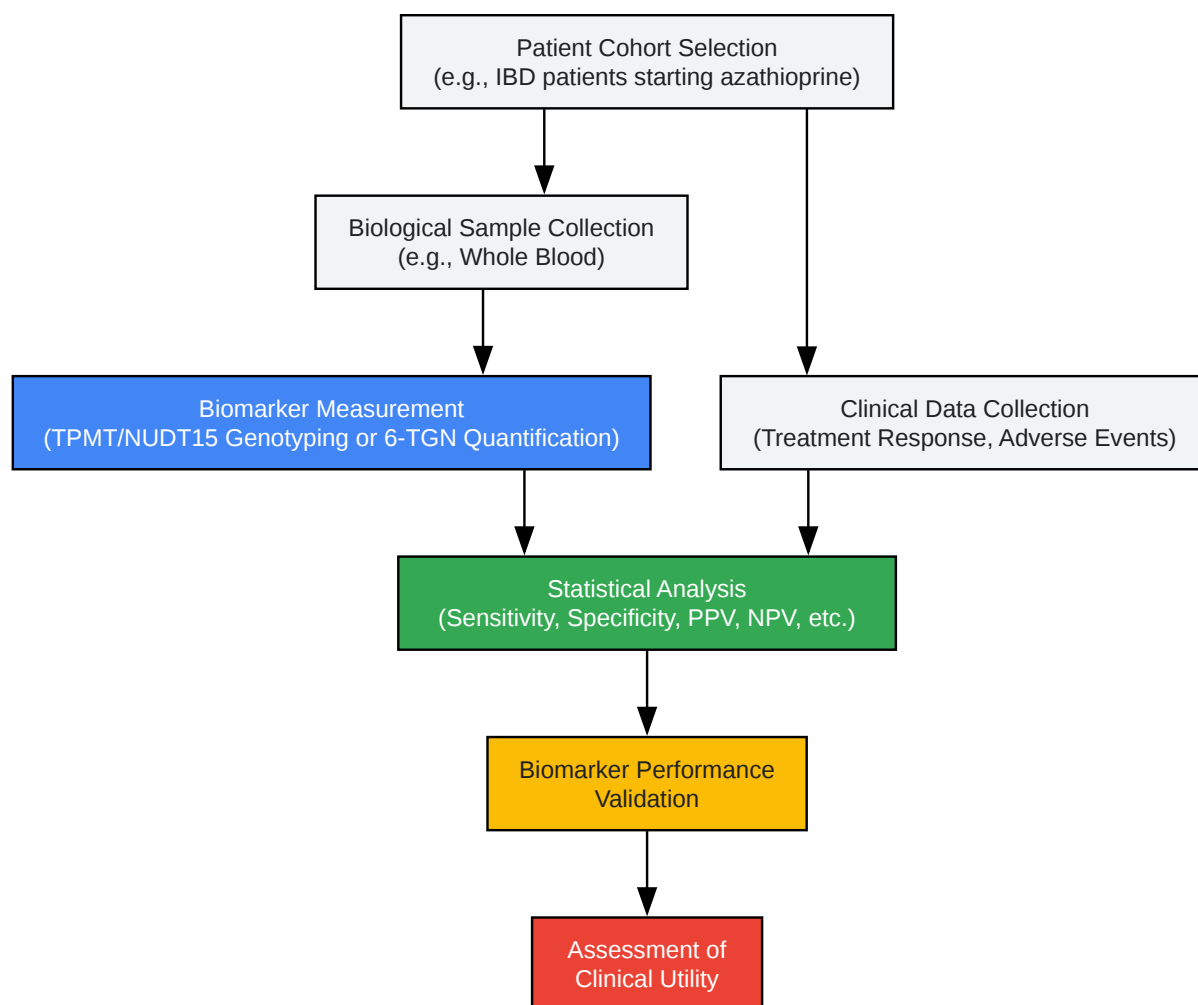 Patient Cohort Selection
(e.g., IBD patients starting azathioprine)
Biological Sample Collection
(e.g., Whole Blood)
Biomarker Measurement
(TPMT/NUDT15 Genotyping or 6-TGN Quantification)
Clinical Data Collection
(Treatment Response, Adverse Events)
Statistical Analysis
(Sensitivity, Specificity, PPV, NPV, etc.)
Biomarker Performance
Validation
Assessment of
Clinical Utility